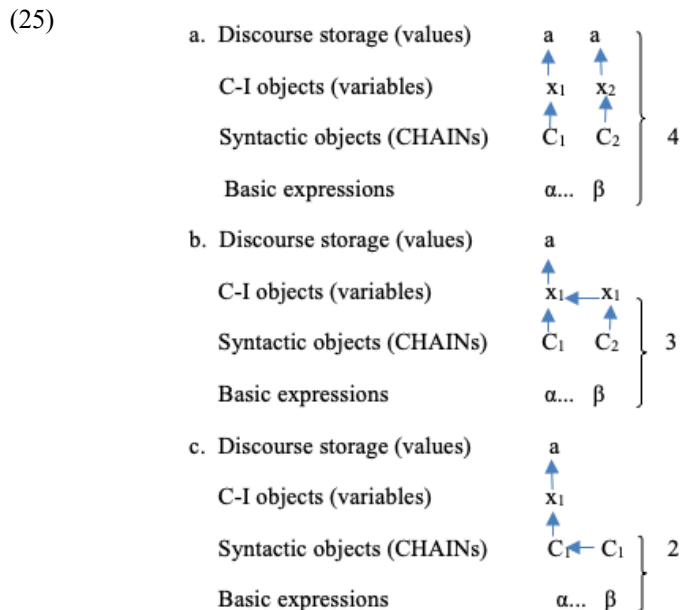 (25)
a. Discourse storage (values) a a
C-I objects (variables) x₁ x₂
Syntactic objects (CHAINs) C₁ C₂ 4
Basic expressions α... β
b. Discourse storage (values) a
C-I objects (variables) x₁ x₁
Syntactic objects (CHAINs) C₁ C₂ 3
Basic expressions α... β
c. Discourse storage (values) a
C-I objects (variables) x₁
Syntactic objects (CHAINs) C₁ C₁ 2
Basic expressions α... β